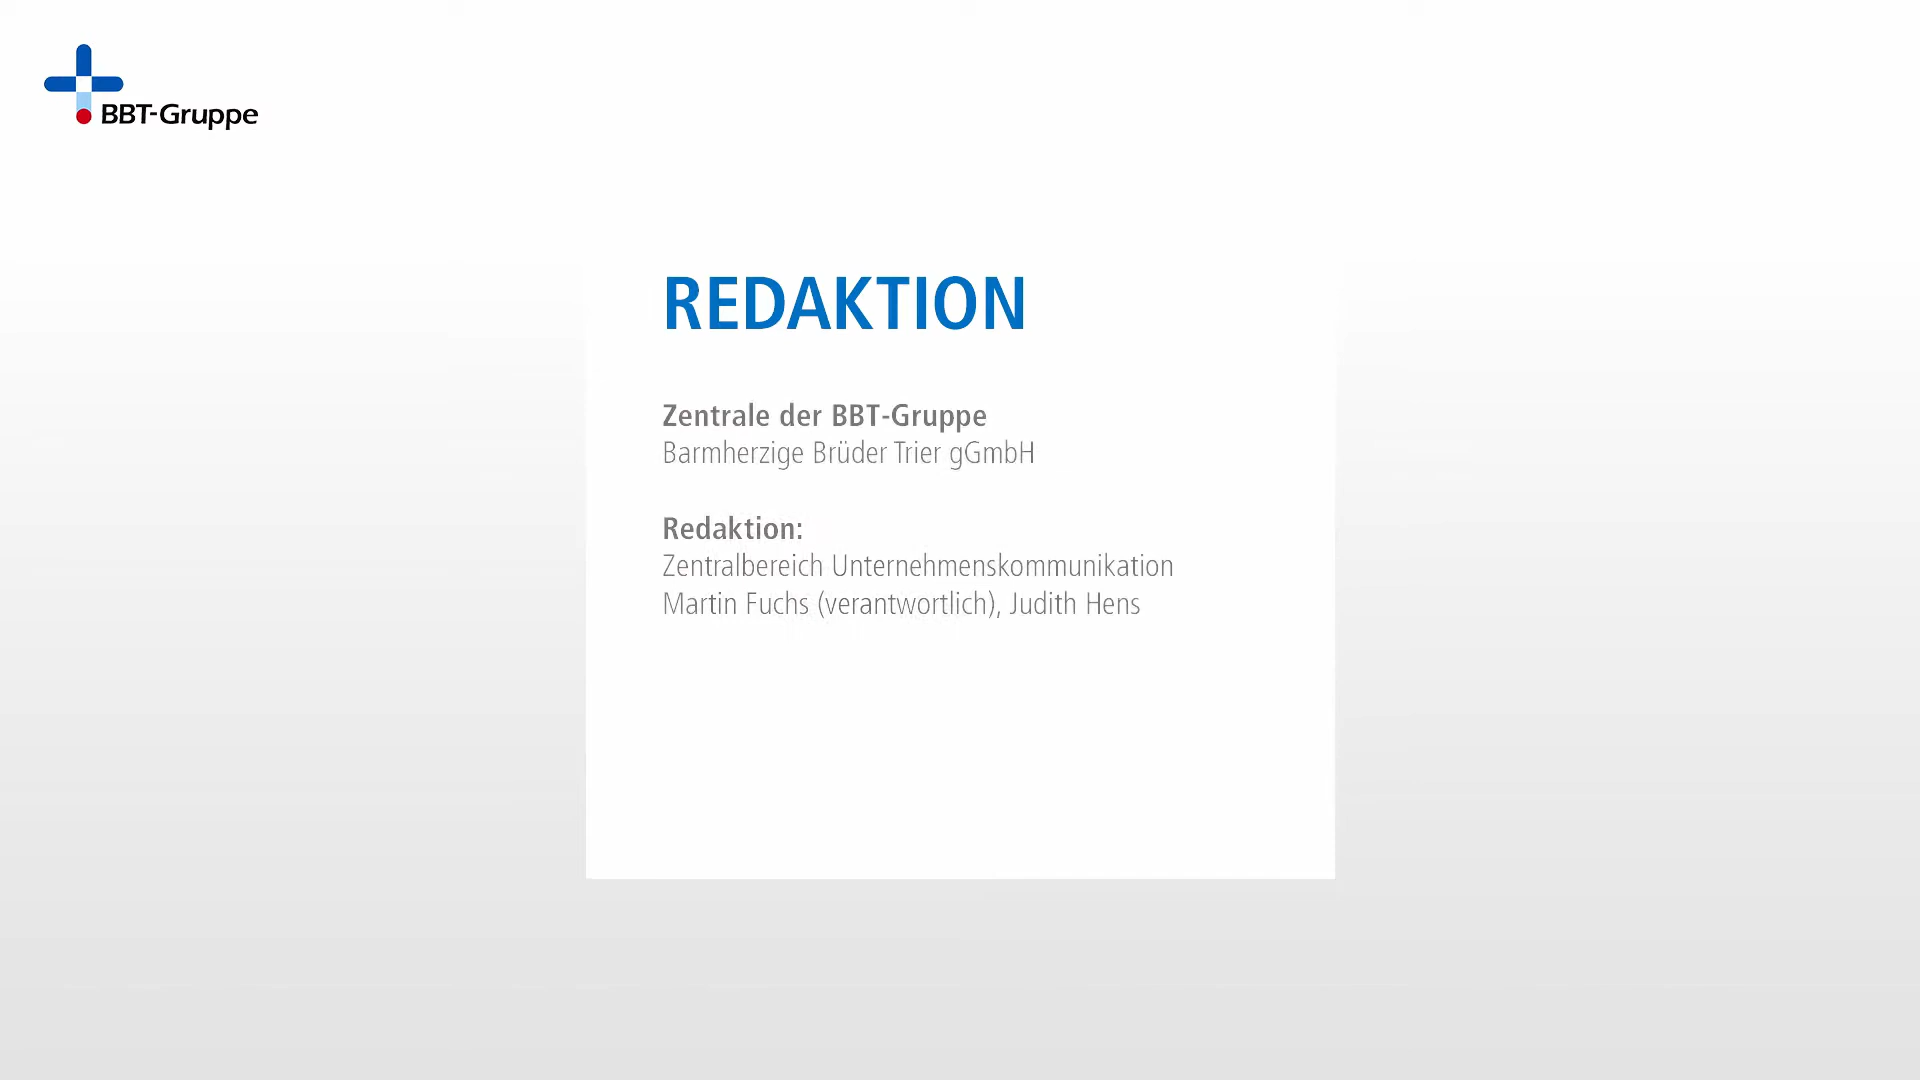 BBT-Gruppe
REDAKTION
Zentrale der BBT-Gruppe
Barmherzige Brüder Trier gGmbH
Redaktion:
Zentralbereich Unternehmenskommunikation
Martin Fuchs (verantwortlich), Judith Hens